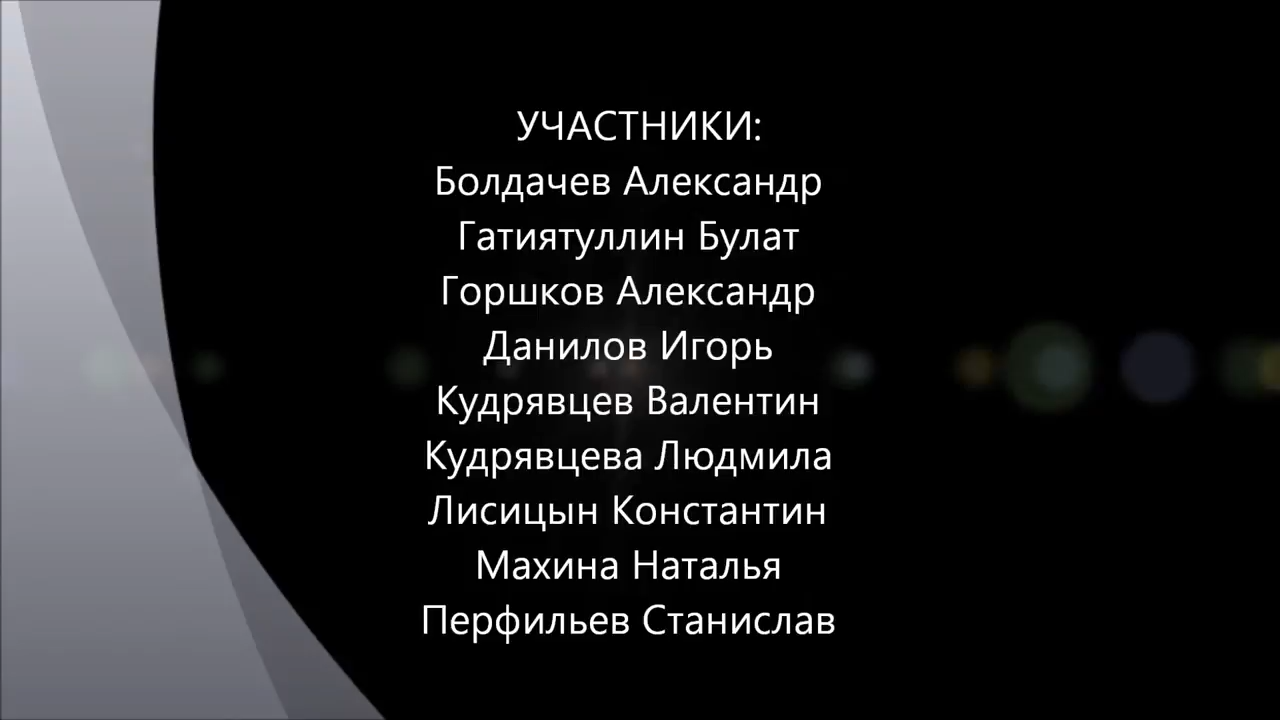 УЧАСТНИКИ:
Болдачев Александр
Гатиятуллин Булат
Горшков Александр
Данилов Игорь
Кудрявцев Валентин
Кудрявцева Людмила
Лисицын Константин
Махина Наталья
Перфильев Станислав